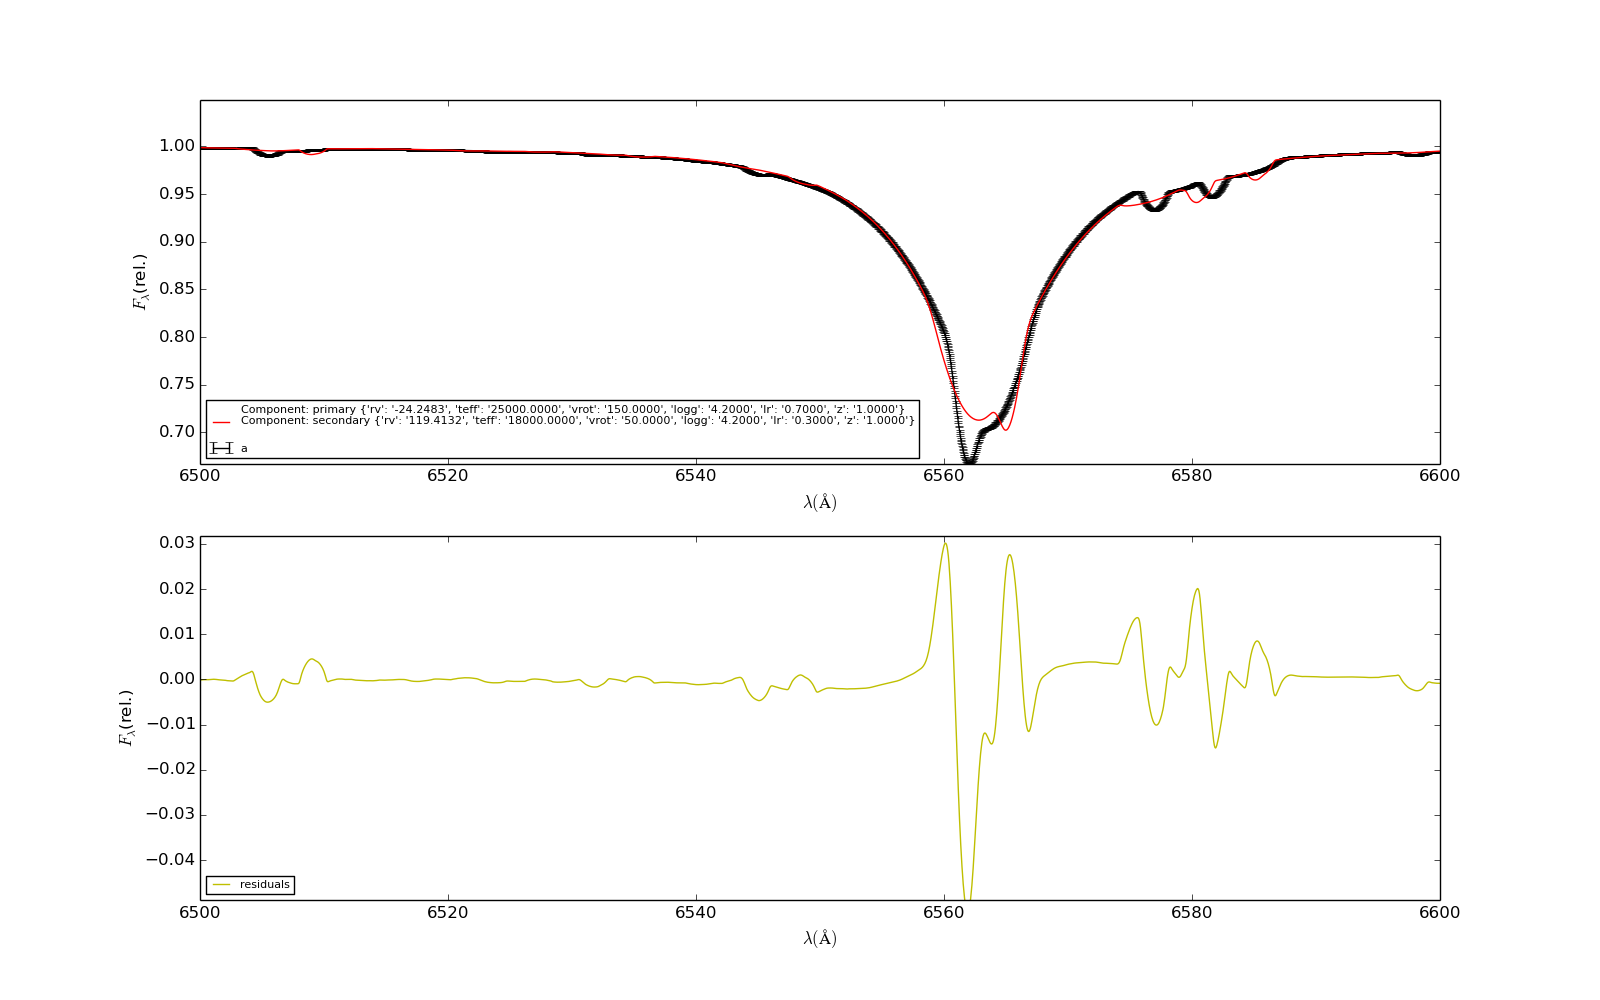 1.00
0.95
0.90
0.85
0.80
0.75
0.70
F_λ(rel.)
Component: primary {'rv': '-24.2483', 'teff': '25000.0000', 'vrot': '150.0000', 'logg': '4.2000', 'lr': '0.7000', 'z': '1.0000'}
Component: secondary {'rv': '119.4132', 'teff': '18000.0000', 'vrot': '50.0000', 'logg': '4.2000', 'lr': '0.3000', 'z': '1.0000'}
a
6500 6520 6540 6560 6580 6600
λ(Å)
0.03
0.02
0.01
0.00
−0.01
−0.02
−0.03
−0.04
F_λ(rel.)
residuals
6500 6520 6540 6560 6580 6600
λ(Å)